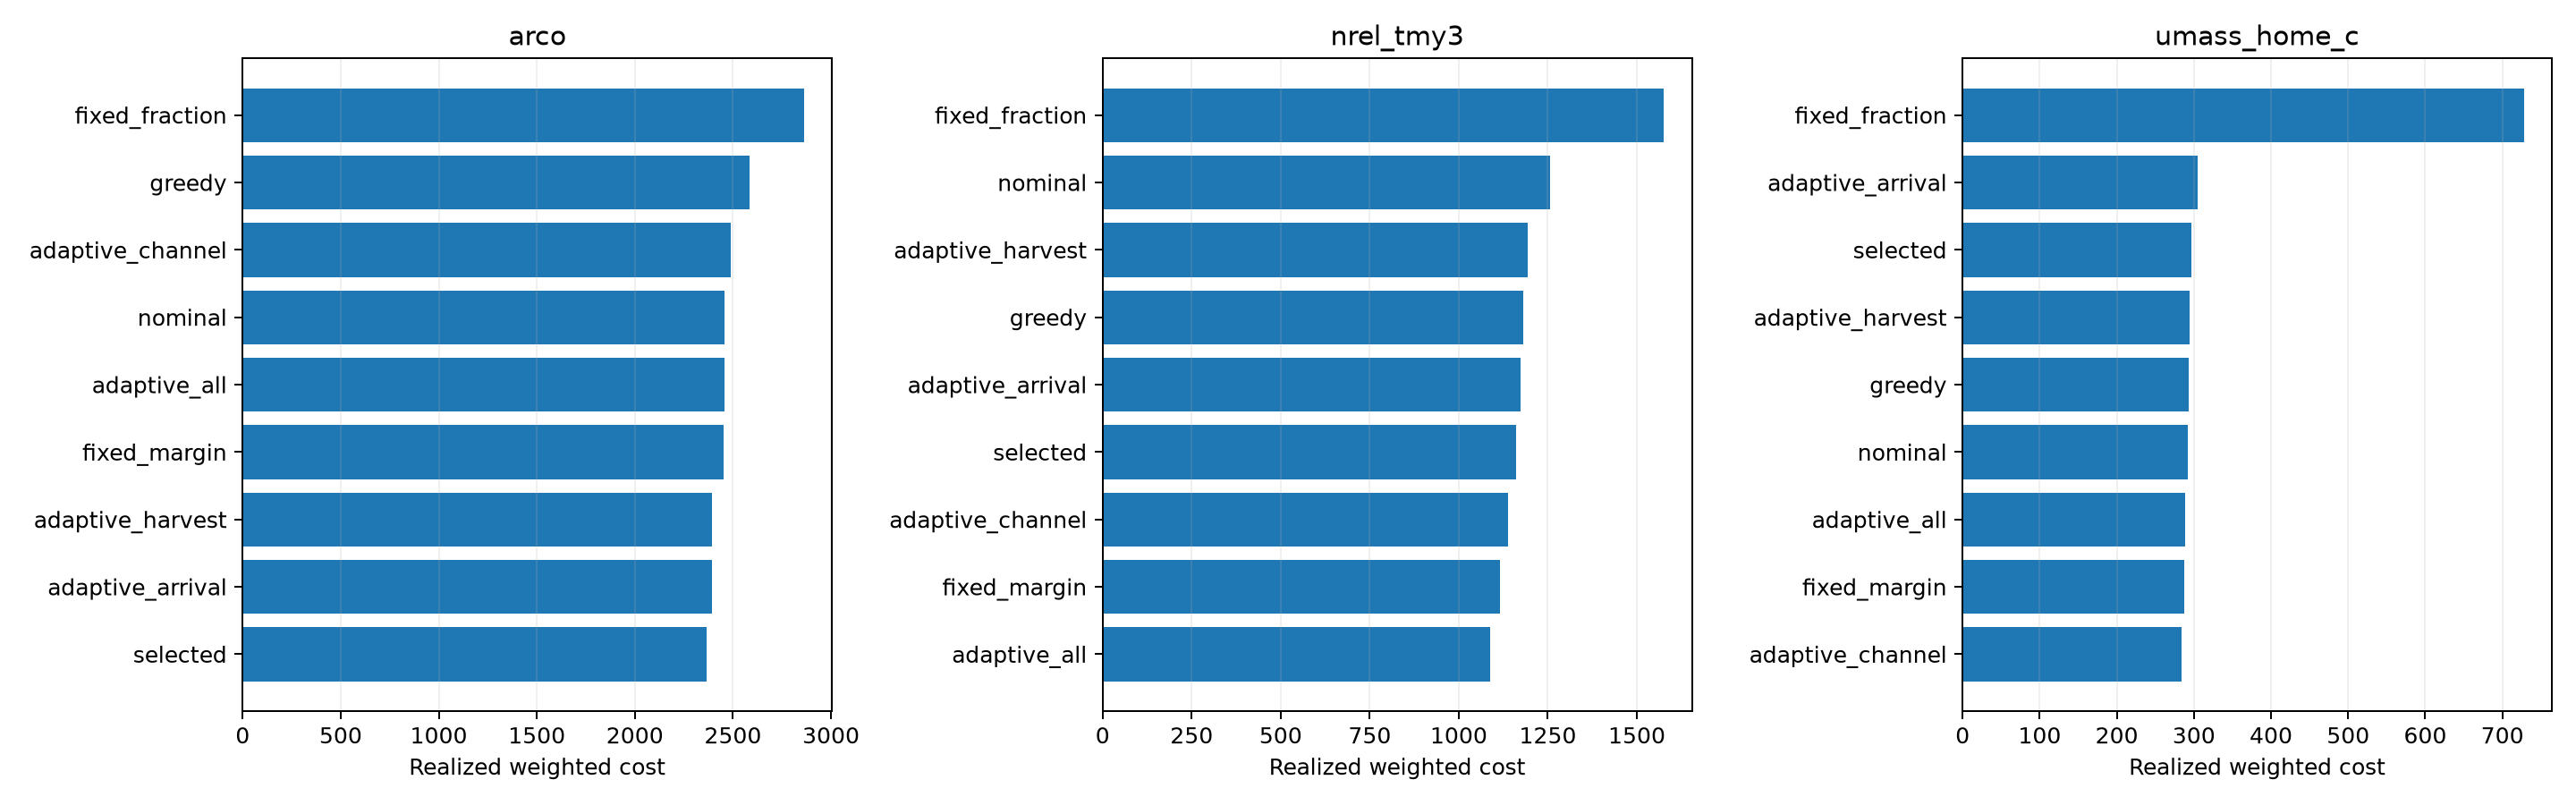 arco
fixed_fraction
greedy
adaptive_channel
nominal
adaptive_all
fixed_margin
adaptive_harvest
adaptive_arrival
selected
0 500 1000 1500 2000 2500 3000
Realized weighted cost
nrel_tmy3
fixed_fraction
nominal
adaptive_harvest
greedy
adaptive_arrival
selected
adaptive_channel
fixed_margin
adaptive_all
0 250 500 750 1000 1250 1500
Realized weighted cost
umass_home_c
fixed_fraction
adaptive_arrival
selected
adaptive_harvest
greedy
nominal
adaptive_all
fixed_margin
adaptive_channel
0 100 200 300 400 500 600 700
Realized weighted cost